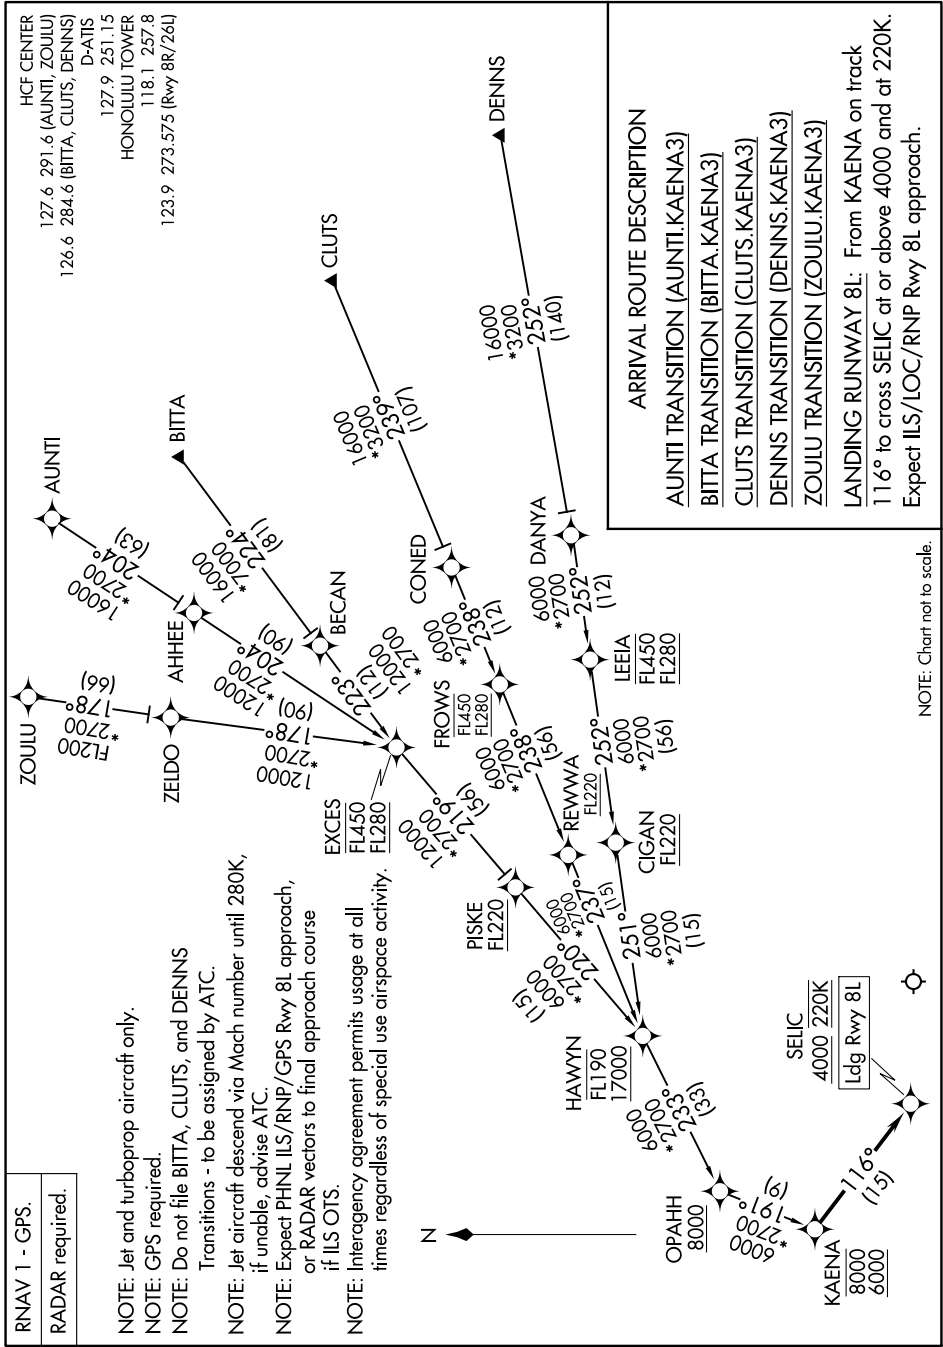 RNAV 1 - GPS.
RADAR required.
HCF CENTER
127.6 291.6 (AUNTI, ZOULU)
126.6 284.6 (BITTA, CLUTS, DENNS)
D-ATIS
127.9 251.15
HONOLULU TOWER
118.1 257.8
123.9 273.575 (Rwy 8R/26L)
NOTE: Jet and turboprop aircraft only.
NOTE: GPS required.
NOTE: Do not file BITTA, CLUTS, and DENNS
Transitions - to be assigned by ATC.
NOTE: Jet aircraft descend via Mach number until 280K,
if unable, advise ATC.
NOTE: Expect PHNL ILS/RNP/GPS Rwy 8L approach,
or RADAR vectors to final approach course
if ILS OTS.
NOTE: Interagency agreement permits usage at all
times regardless of special use airspace activity.
N
ZOULU
FL200
*2700
178°
(66)
ZELDO
12000
*2700
178°
(90)
AUNTI
16000
*2700
204°
(63)
AHHEE
12000
*2700
204°
(90)
BITTA
16000
*7000
224°
(81)
BECAN
223°
(12)
12000
*2700
EXCES
FL450
FL280
12000
*2700
219°
(56)
PISKE
FL220
(15)
6000
*2700
220°
CLUTS
16000
*3200
239°
(107)
CONED
6000
*2700
238°
(12)
FROWS
FL450
FL280
6000
*2700
238°
(56)
REWWA
FL220
6000
*2700
237°
(15)
DENNS
16000
*3200
252°
(140)
DANYA
6000
*2700
252°
(12)
LEEIA
FL450
FL280
252°
6000
*2700
(56)
CIGAN
FL220
251°
6000
*2700
(15)
HAWYN
FL190
17000
6000
*2700
233°
(33)
OPAHH
8000
6000
*2700
191°
(9)
KAENA
8000
6000
116°
(15)
SELIC
4000 220K
Ldg Rwy 8L
ARRIVAL ROUTE DESCRIPTION
AUNTI TRANSITION (AUNTI.KAENA3)
BITTA TRANSITION (BITTA.KAENA3)
CLUTS TRANSITION (CLUTS.KAENA3)
DENNS TRANSITION (DENNS.KAENA3)
ZOULU TRANSITION (ZOULU.KAENA3)
LANDING RUNWAY 8L: From KAENA on track
116° to cross SELIC at or above 4000 and at 220K.
Expect ILS/LOC/RNP Rwy 8L approach.
NOTE: Chart not to scale.